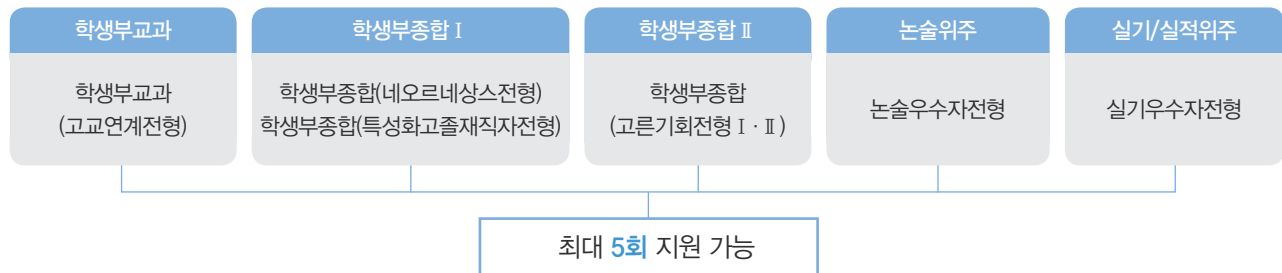 학생부교과
학생부교과
(고교연계전형)
학생부종합 Ⅰ
학생부종합(네오르네상스전형)
학생부종합(특성화고졸재직자전형)
학생부종합 Ⅱ
학생부종합
(고른기회전형 Ⅰ · Ⅱ)
논술위주
논술우수자전형
실기/실적위주
실기우수자전형
최대 5회 지원 가능